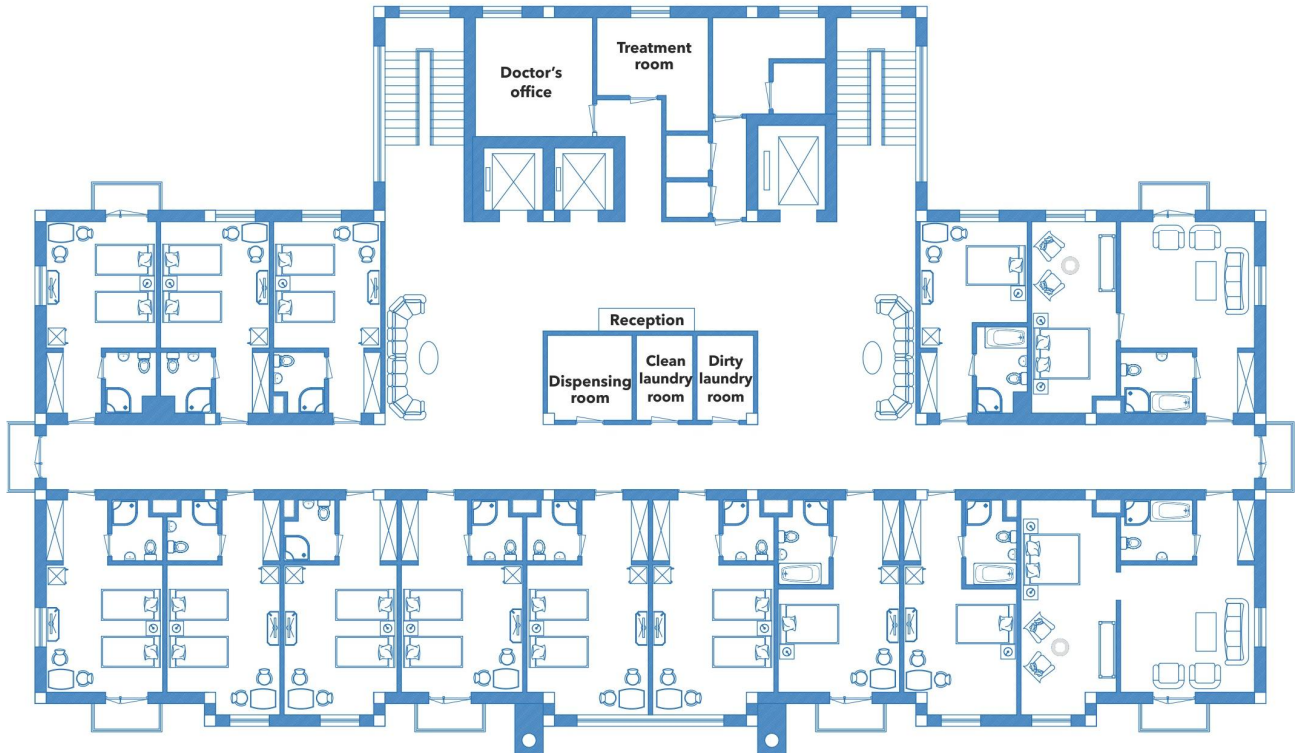 Doctor's
office
Treatment
room
Reception
Dispensing
room
Clean
laundry
room
Dirty
laundry
room